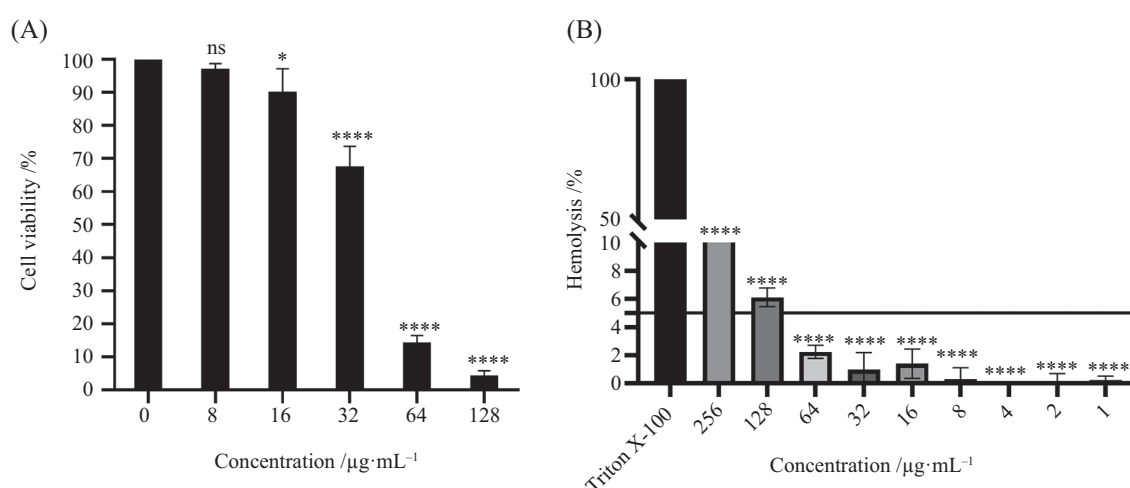 (A)
ns
*
****
****
****
100
90
80
70
60
50
40
30
20
10
0
Cell viability /%
0 8 16 32 64 128
Concentration /µg·mL⁻¹
(B)
100
50
10
8
6
4
2
0
Hemolysis /%
****
****
**** **** **** **** **** **** ****
Triton X-100 256 128 64 32 16 8 4 2 1
Concentration /µg·mL⁻¹